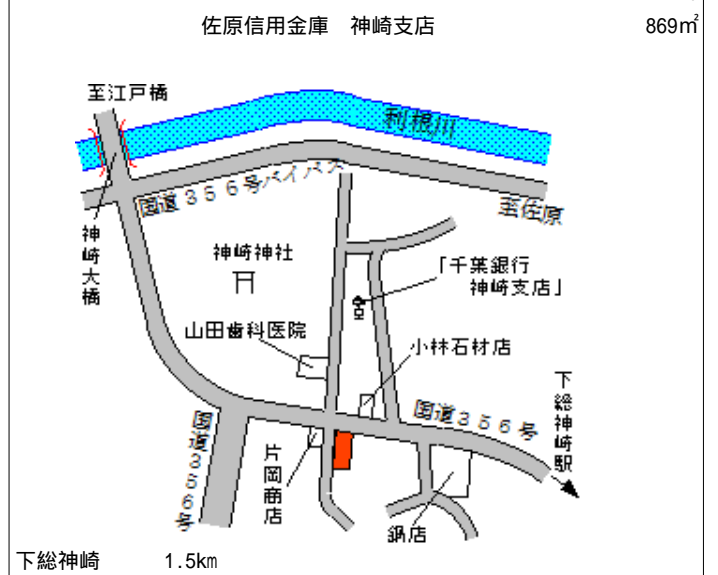 佐原信用金庫　神崎支店
869㎡
至江戸橋
利根川
国道356号バイパス
至佐原
神崎大橋
神崎神社
「千葉銀行
神崎支店」
山田歯科医院
小林石材店
下総神崎駅
国道356号
国道356号
片岡商店
鍋店
下総神崎
1.5km